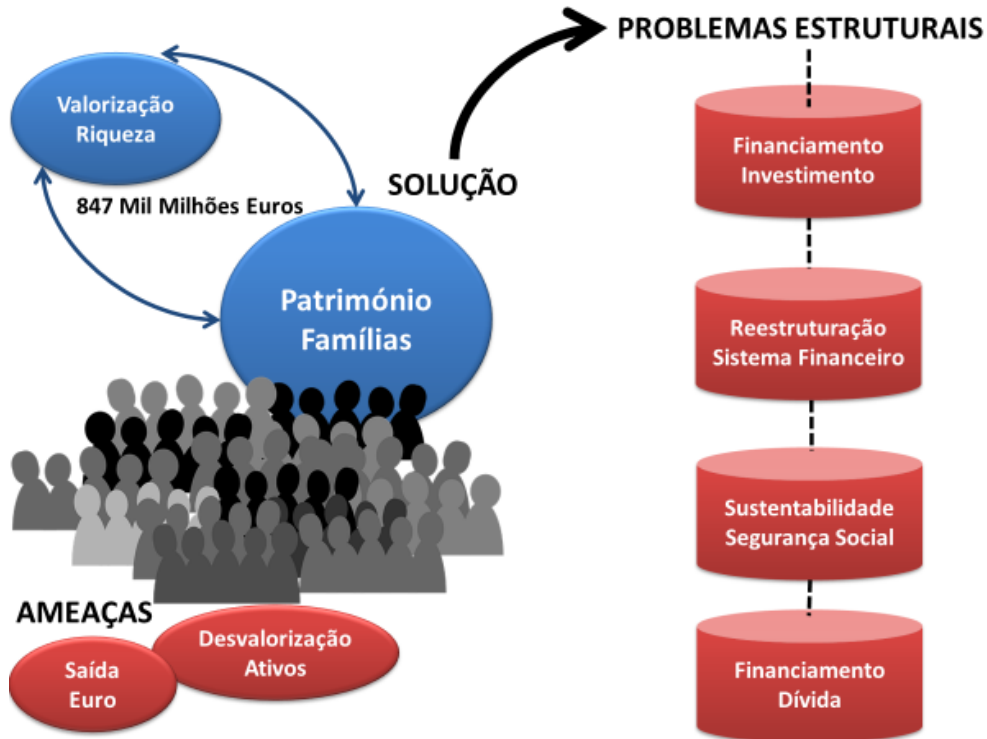 PROBLEMAS ESTRUTURAIS
Valorização
Riqueza
847 Mil Milhões Euros
SOLUÇÃO
Património
Famílias
AMEAÇAS
Saída
Euro
Desvalorização
Ativos
Financiamento
Investimento
Reestruturação
Sistema Financeiro
Sustentabilidade
Segurança Social
Financiamento
Dívida